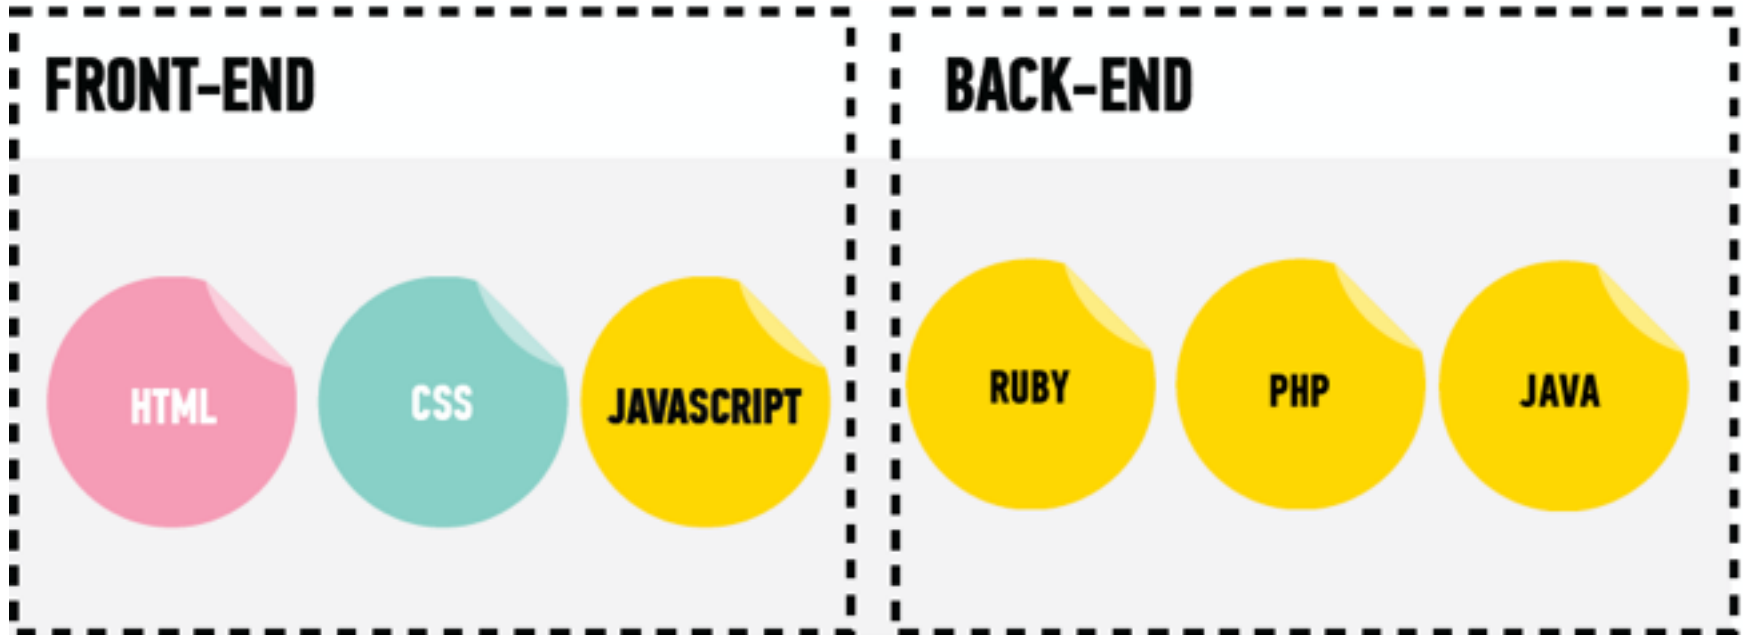 FRONT-END
HTML
CSS
JAVASCRIPT
BACK-END
RUBY
PHP
JAVA